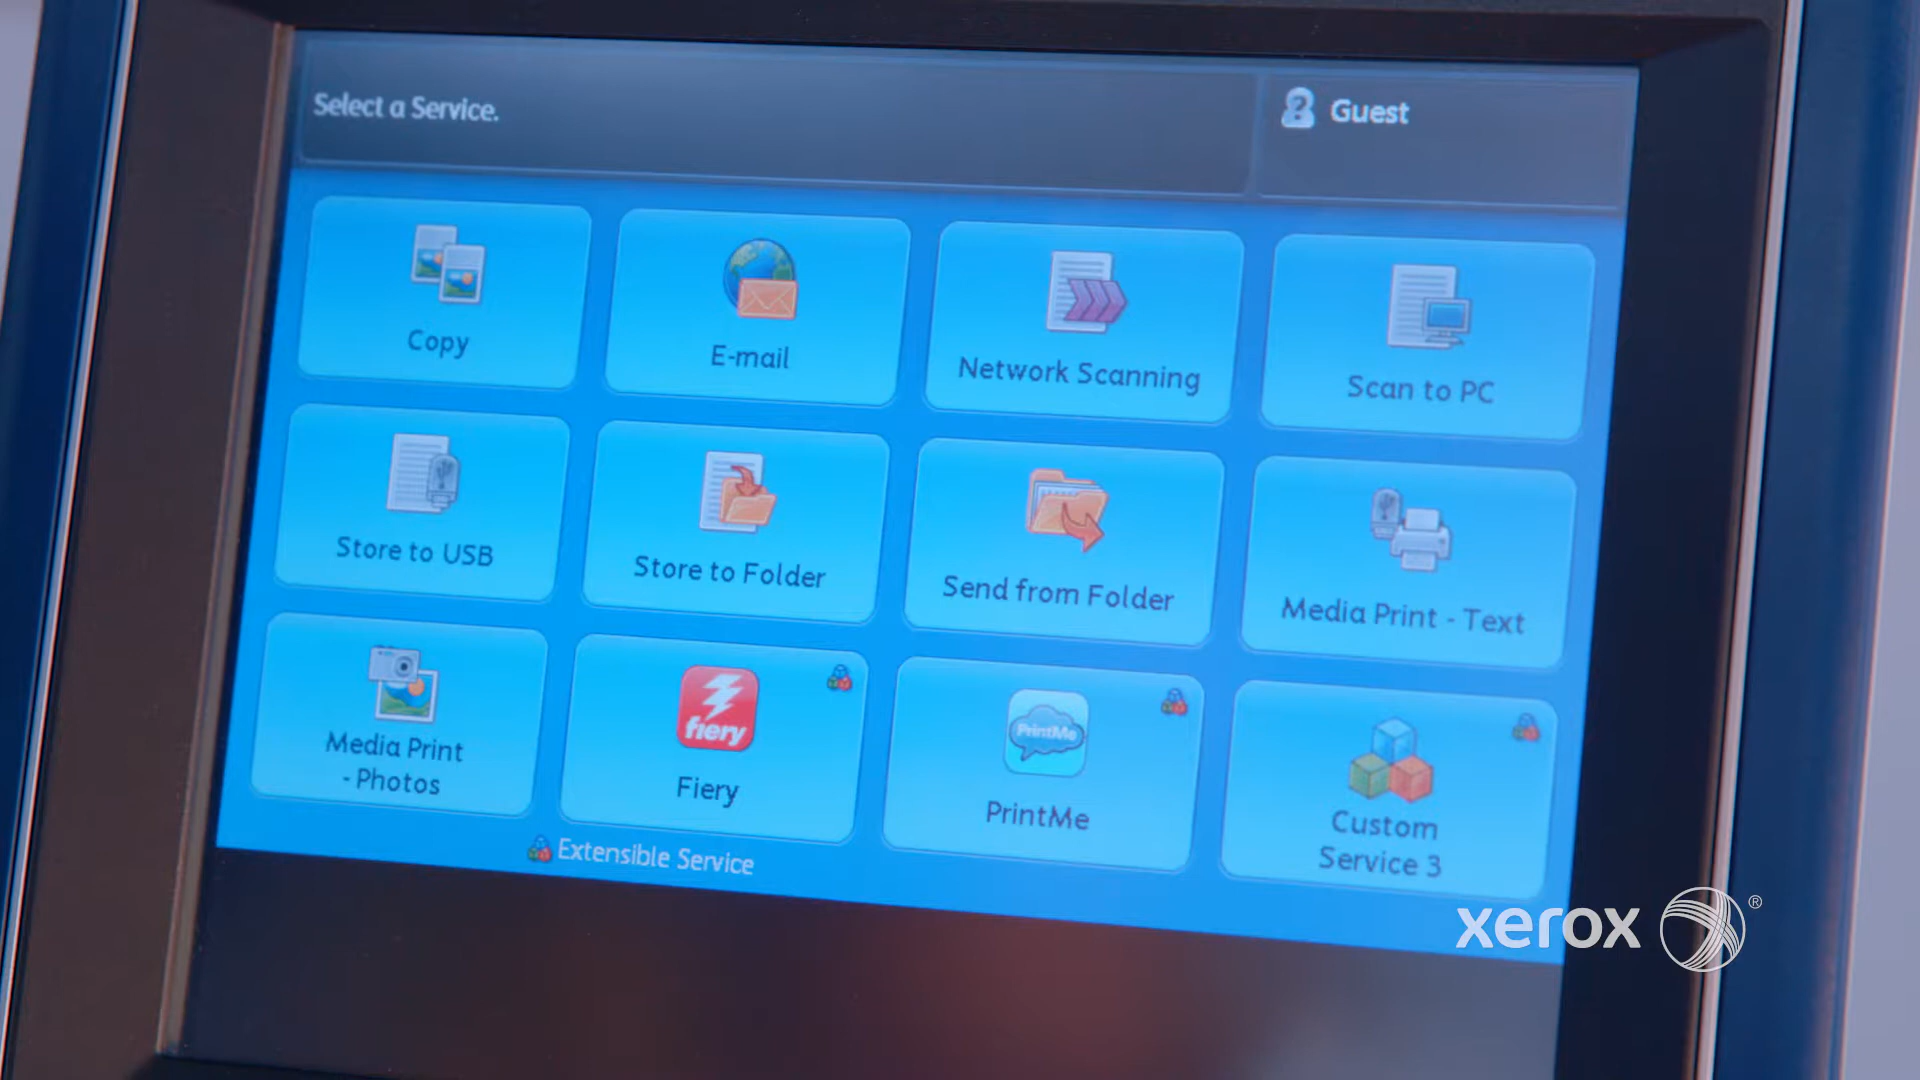 Select a Service.
Guest
Copy
E-mail
Network Scanning
Scan to PC
Store to USB
Store to Folder
Send from Folder
Media Print - Text
Media Print
- Photos
fiery
Fiery
PrintMe
PrintMe
Custom
Service 3
Extensible Service
xerox ®